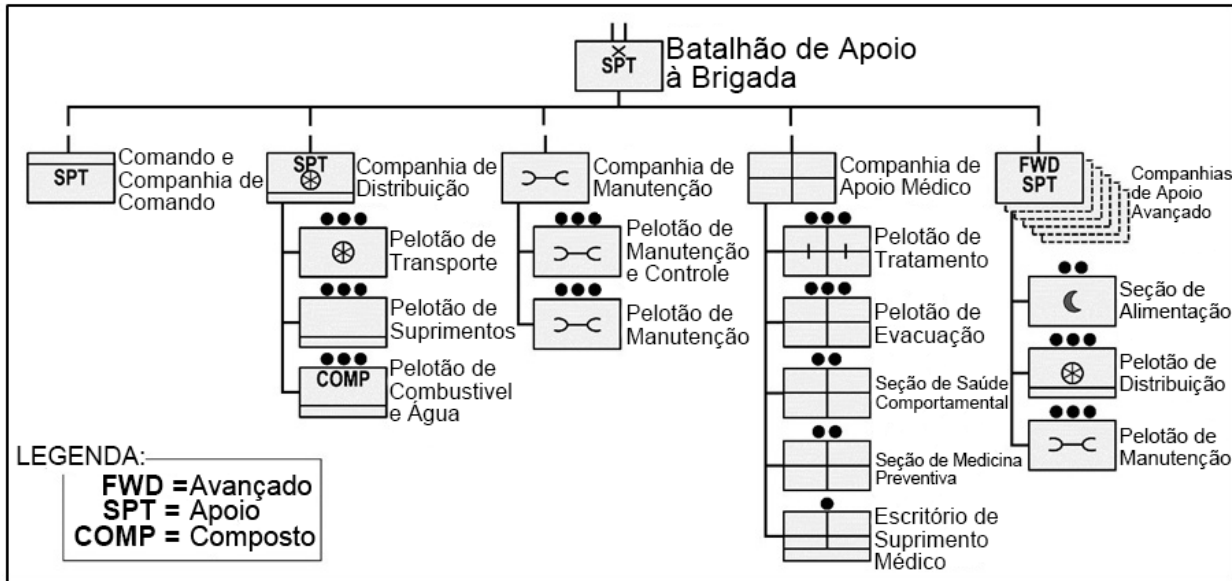 SPT
Batalhão de Apoio
à Brigada
SPT
Comando e
Companhia de
Comando
SPT
Companhia de
Distribuição
Companhia de
Manutenção
Companhia de
Apoio Médico
FWD
SPT
Companhias
de Apoio
Avançado
Pelotão de
Transporte
Pelotão de
Suprimentos
COMP
Pelotão de
Combustivel
e Água
Pelotão de
Manutenção
e Controle
Pelotão de
Manutenção
Pelotão de
Tratamento
Pelotão de
Evacuação
Seção de Saúde
Comportamental
Seção de Medicina
Preventiva
Escritório de
Suprimento
Médico
Seção de
Alimentação
Pelotão de
Distribuição
Pelotão de
Manutenção
LEGENDA:
FWD =Avançado
SPT = Apoio
COMP = Composto